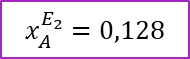 $x_A^{E_2} = 0,128$